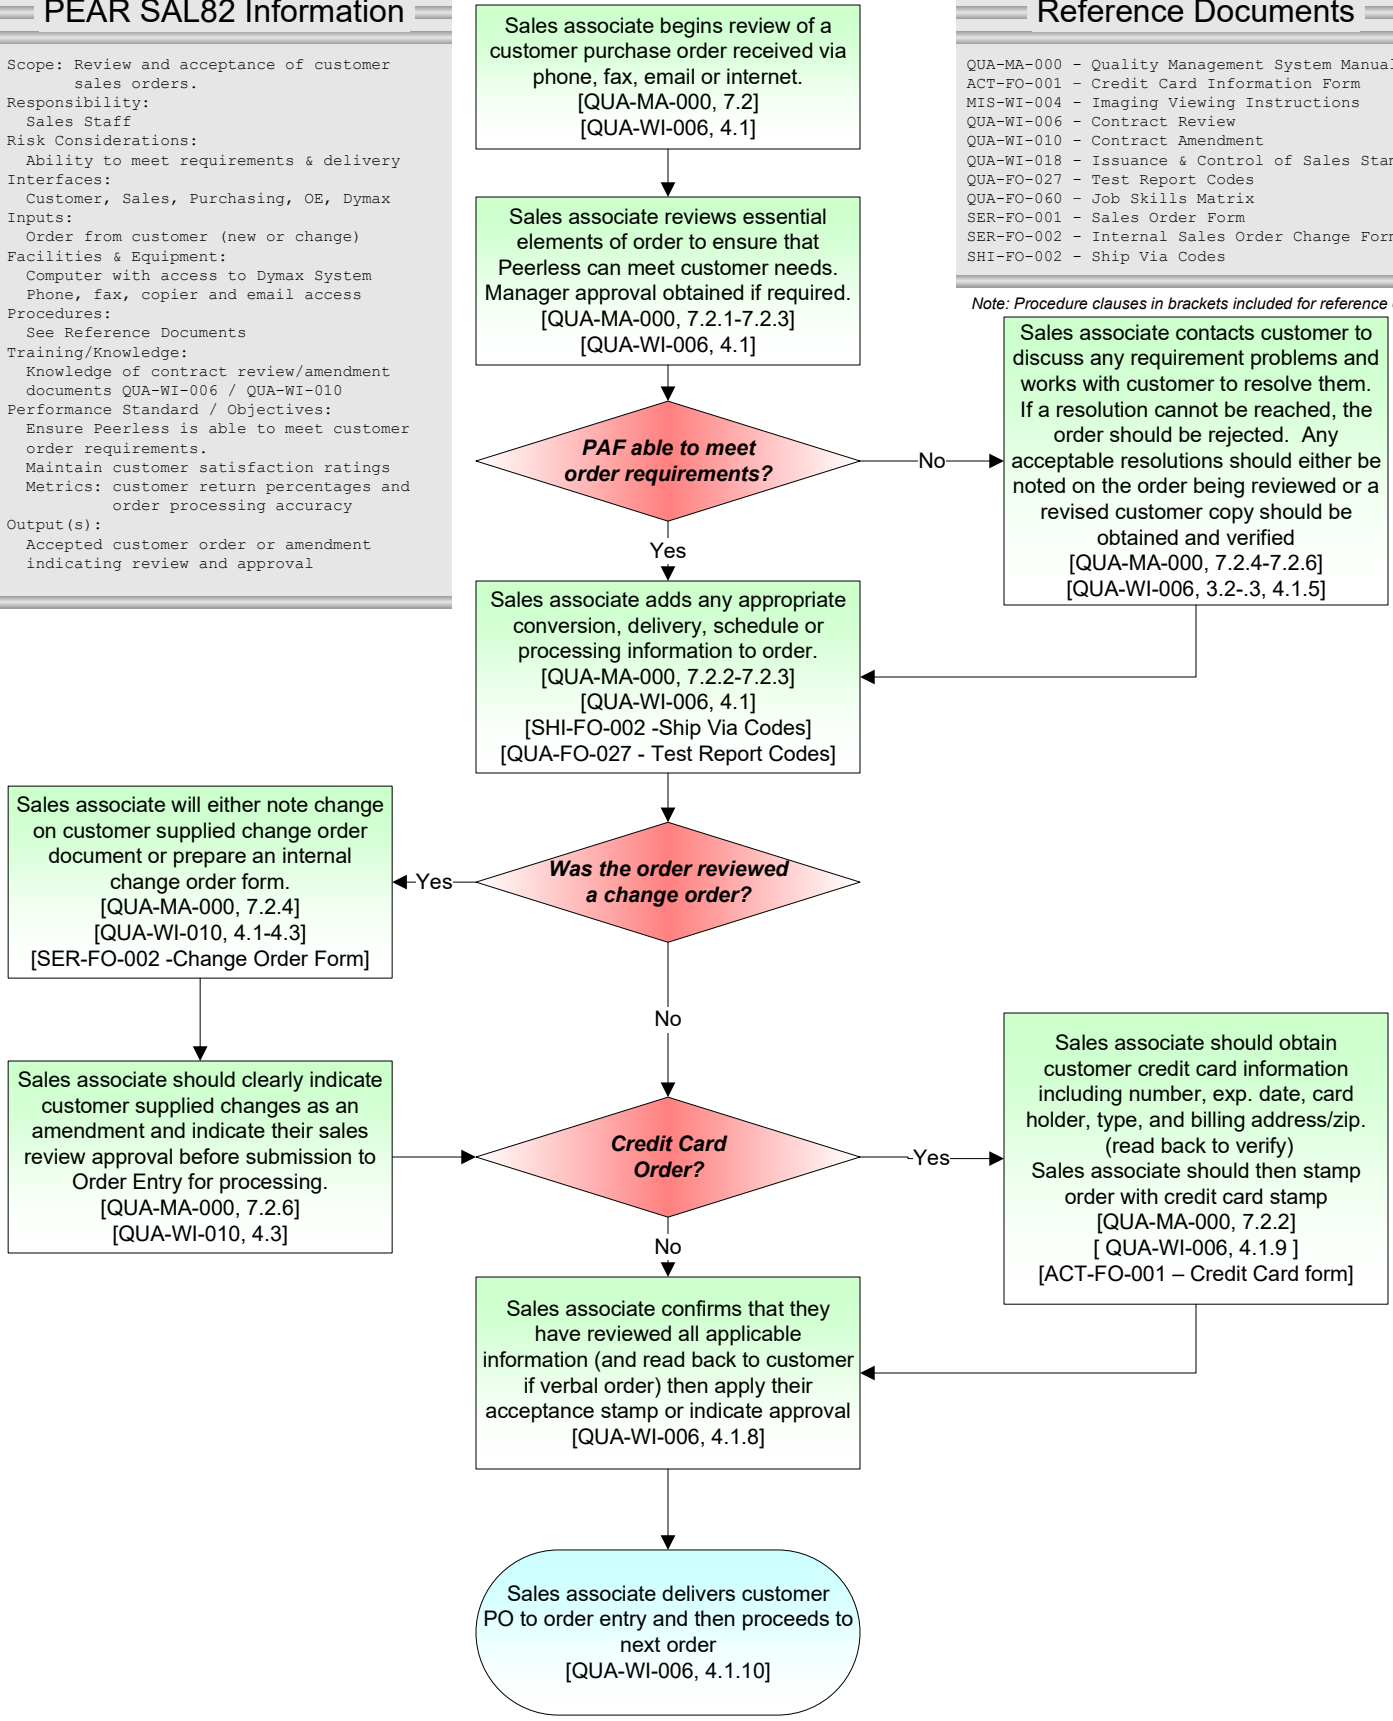 PEAR SAL82 Information
Scope: Review and acceptance of customer
sales orders.
Responsibility:
Sales Staff
Risk Considerations:
Ability to meet requirements & delivery
Interfaces:
Customer, Sales, Purchasing, OE, Dymax
Inputs:
Order from customer (new or change)
Facilities & Equipment:
Computer with access to Dymax System
Phone, fax, copier and email access
Procedures:
See Reference Documents
Training/Knowledge:
Knowledge of contract review/amendment
documents QUA-WI-006 / QUA-WI-010
Performance Standard / Objectives:
Ensure Peerless is able to meet customer
order requirements.
Maintain customer satisfaction ratings
Metrics: customer return percentages and
order processing accuracy
Output(s):
Accepted customer order or amendment
indicating review and approval
Reference Documents
QUA-MA-000 - Quality Management System Manual
ACT-FO-001 - Credit Card Information Form
MIS-WI-004 - Imaging Viewing Instructions
QUA-WI-006 - Contract Review
QUA-WI-010 - Contract Amendment
QUA-WI-018 - Issuance & Control of Sales
QUA-FO-027 - Test Report Codes
QUA-FO-060 - Job Skills Matrix
SER-FO-001 - Sales Order Form
SER-FO-002 - Internal Sales Order Change
SHI-FO-002 - Ship Via Codes
Note: Procedure clauses in brackets included for reference
Sales associate begins review of a
customer purchase order received via
phone, fax, email or internet.
[QUA-MA-000, 7.2]
[QUA-WI-006, 4.1]
Sales associate reviews essential
elements of order to ensure that
Peerless can meet customer needs.
Manager approval obtained if required.
[QUA-MA-000, 7.2.1-7.2.3]
[QUA-WI-006, 4.1]
PAF able to meet
order requirements?
No
Yes
Sales associate contacts customer to
discuss any requirement problems and
works with customer to resolve them.
If a resolution cannot be reached, the
order should be rejected. Any
acceptable resolutions should either be
noted on the order being reviewed or a
revised customer copy should be
obtained and verified
[QUA-MA-000, 7.2.4-7.2.6]
[QUA-WI-006, 3.2-.3, 4.1.5]
Sales associate adds any appropriate
conversion, delivery, schedule or
processing information to order.
[QUA-MA-000, 7.2.2-7.2.3]
[QUA-WI-006, 4.1]
[SHI-FO-002 -Ship Via Codes]
[QUA-FO-027 - Test Report Codes]
Was the order reviewed
a change order?
Yes
No
Sales associate will either note change
on customer supplied change order
document or prepare an internal
change order form.
[QUA-MA-000, 7.2.4]
[QUA-WI-010, 4.1-4.3]
[SER-FO-002 -Change Order Form]
Sales associate should clearly indicate
customer supplied changes as an
amendment and indicate their sales
review approval before submission to
Order Entry for processing.
[QUA-MA-000, 7.2.6]
[QUA-WI-010, 4.3]
Credit Card
Order?
Yes
No
Sales associate should obtain
customer credit card information
including number, exp. date, card
holder, type, and billing address/zip.
(read back to verify)
Sales associate should then stamp
order with credit card stamp
[QUA-MA-000, 7.2.2]
[ QUA-WI-006, 4.1.9 ]
[ACT-FO-001 – Credit Card form]
Sales associate confirms that they
have reviewed all applicable
information (and read back to customer
if verbal order) then apply their
acceptance stamp or indicate approval
[QUA-WI-006, 4.1.8]
Sales associate delivers customer
PO to order entry and then proceeds to
next order
[QUA-WI-006, 4.1.10]